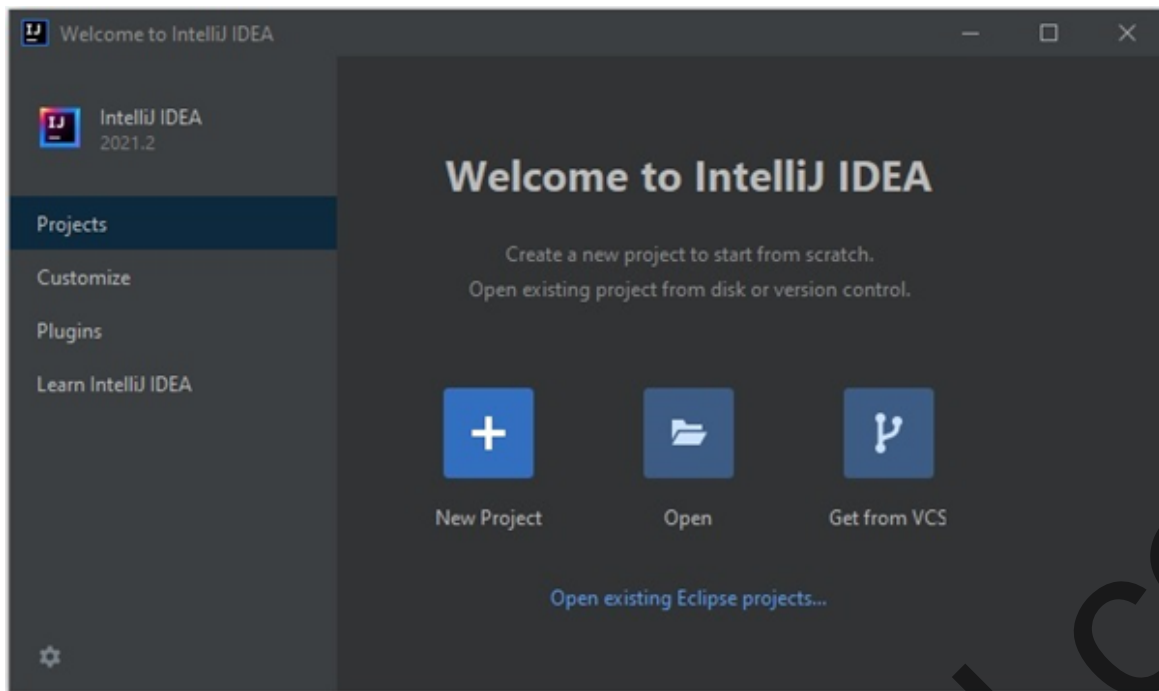 Welcome to IntelliJ IDEA
IntelliJ IDEA
2021.2
Projects
Customize
Plugins
Learn IntelliJ IDEA
Welcome to IntelliJ IDEA
Create a new project to start from scratch.
Open existing project from disk or version control.
New Project
Open
Get from VCS
Open existing Eclipse projects...